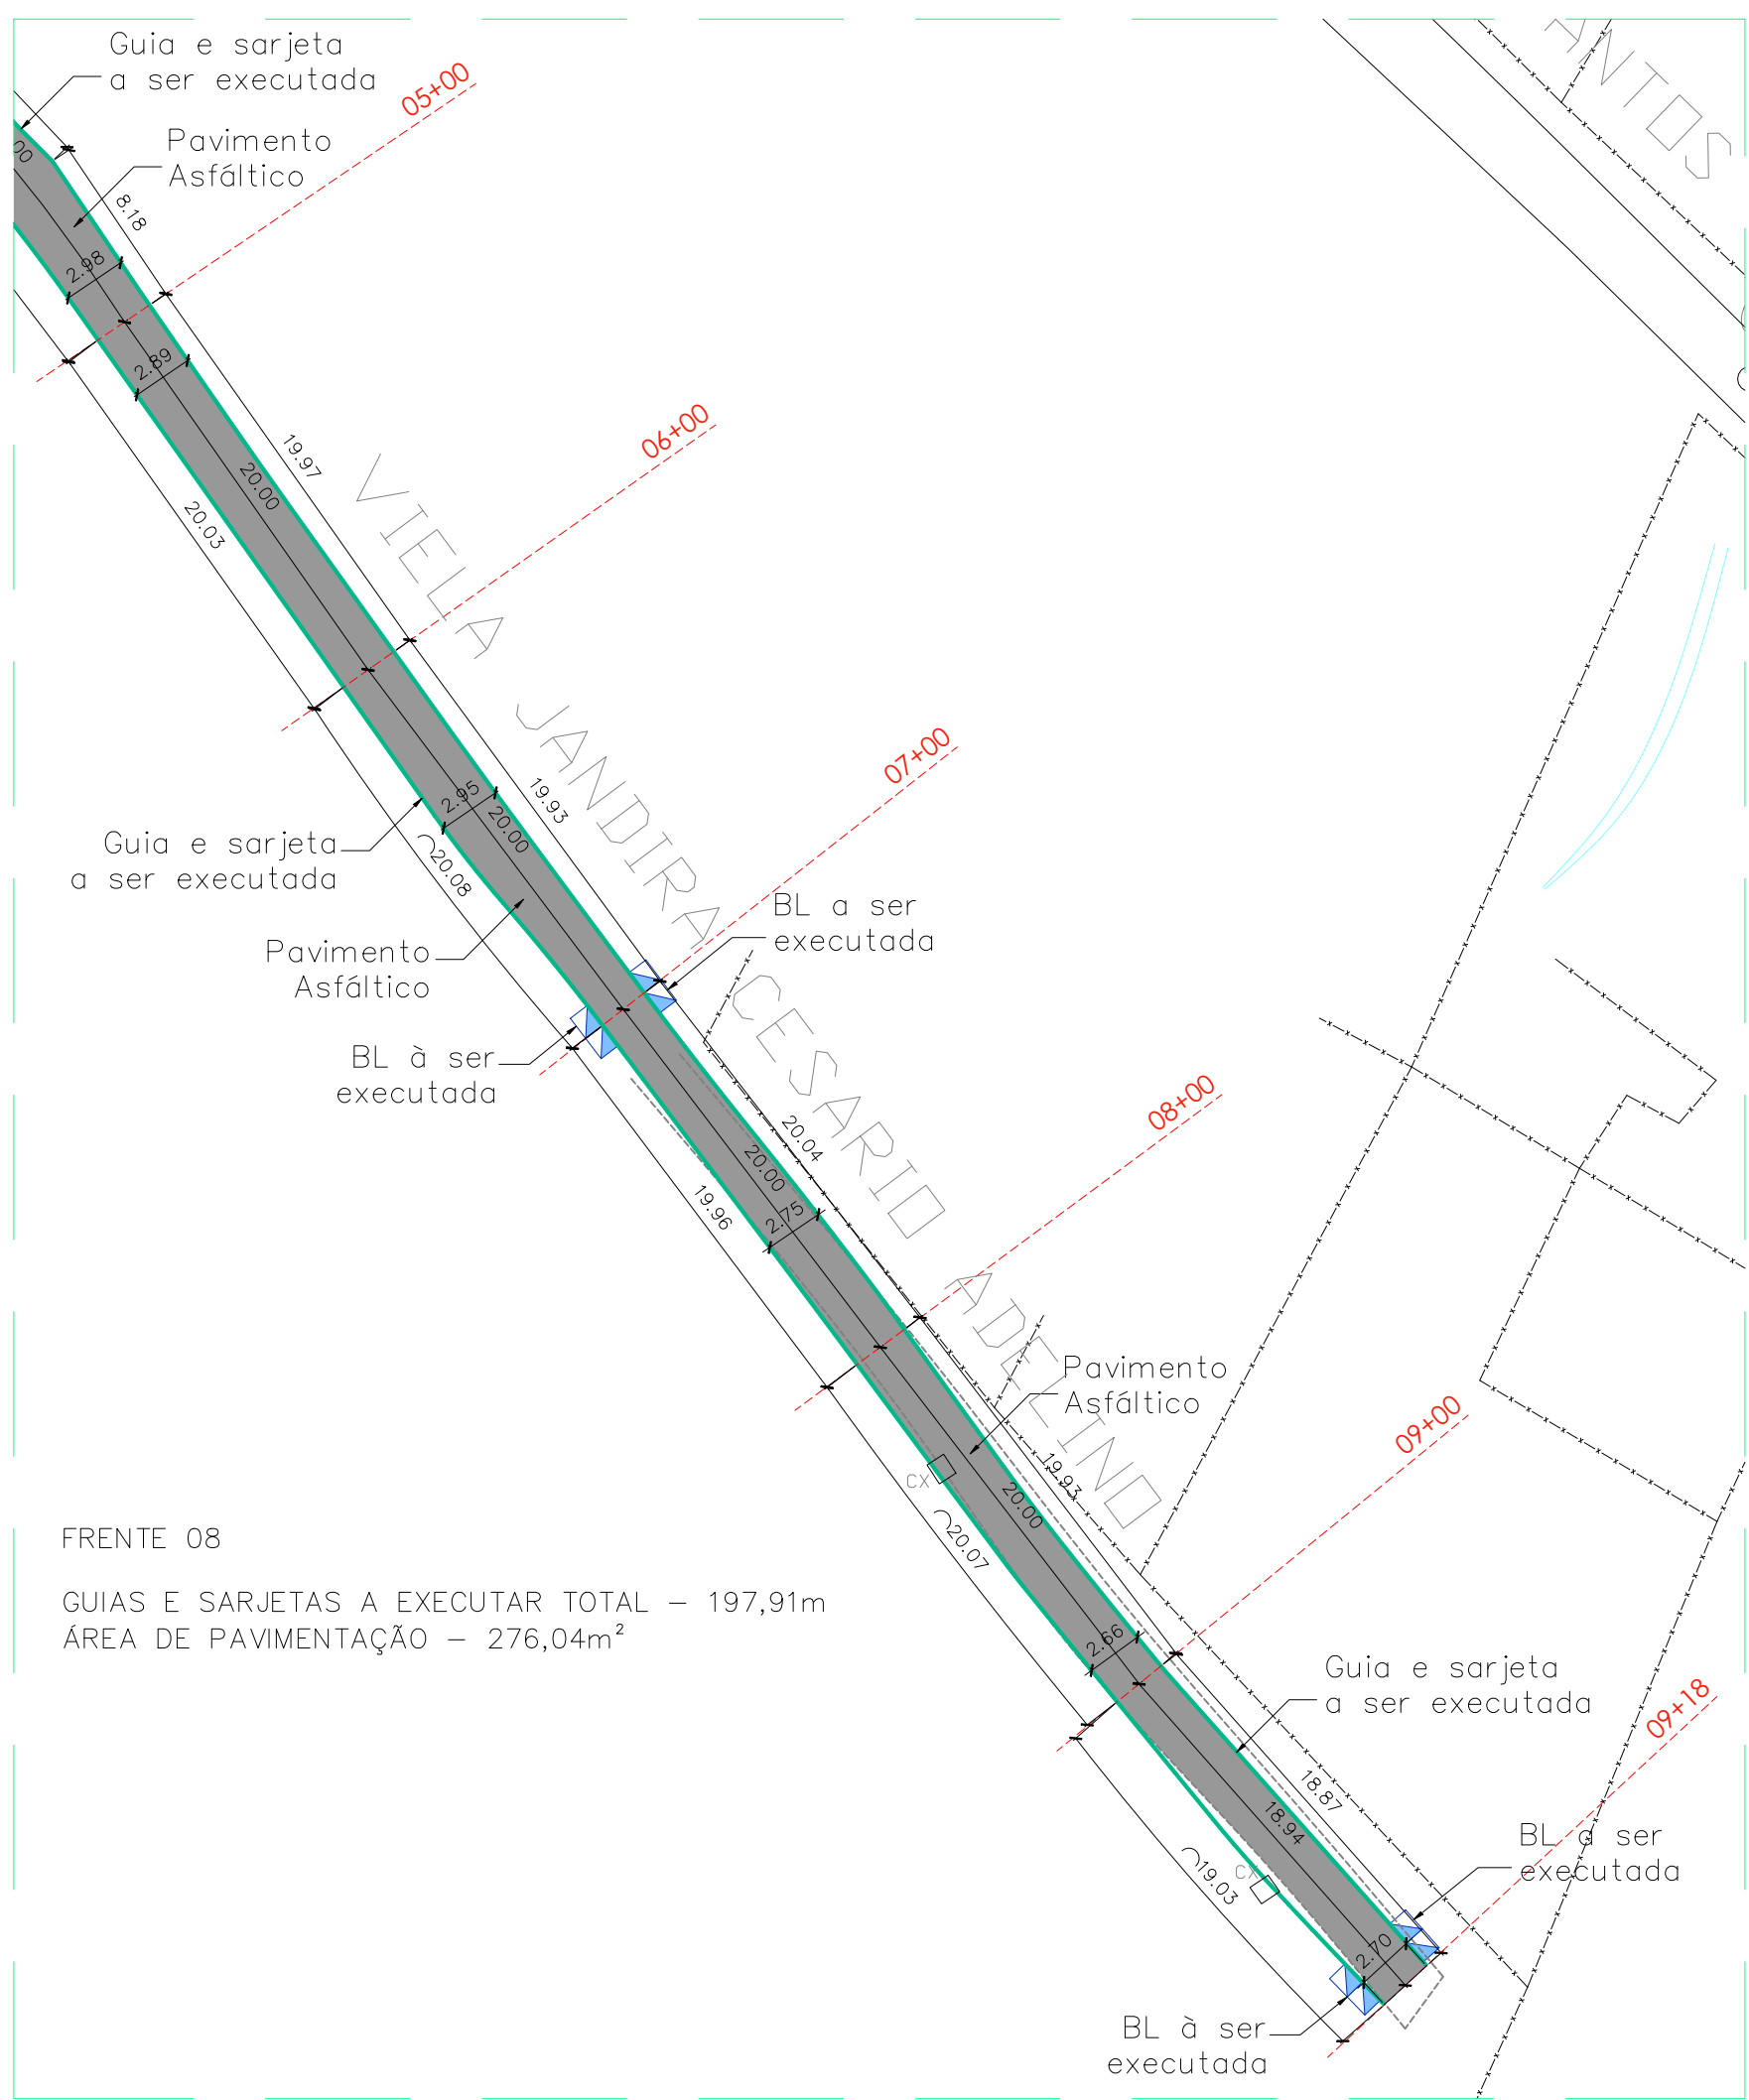 Guia e sarjeta
a ser executada
Pavimento
Asfáltico
05+00
ANTOS
00
8.18
2.98
2.89
19.97
20.00
20.03
06+00
VIELA JANDIRA CESARIO ADELINO
07+00
2.95
20.00
19.93
20.08
Guia e sarjeta
a ser executada
Pavimento
Asfáltico
BL a ser
executada
BL à ser
executada
08+00
20.04
20.00
19.96
2.75
Pavimento
Asfáltico
09+00
CX
19.93
20.00
20.07
FRENTE 08
GUIAS E SARJETAS A EXECUTAR TOTAL – 197,91m
ÁREA DE PAVIMENTAÇÃO – 276,04m²
2.66
Guia e sarjeta
a ser executada
09+18
18.87
18.94
19.03
CX
BL a ser
executada
2.70
BL à ser
executada